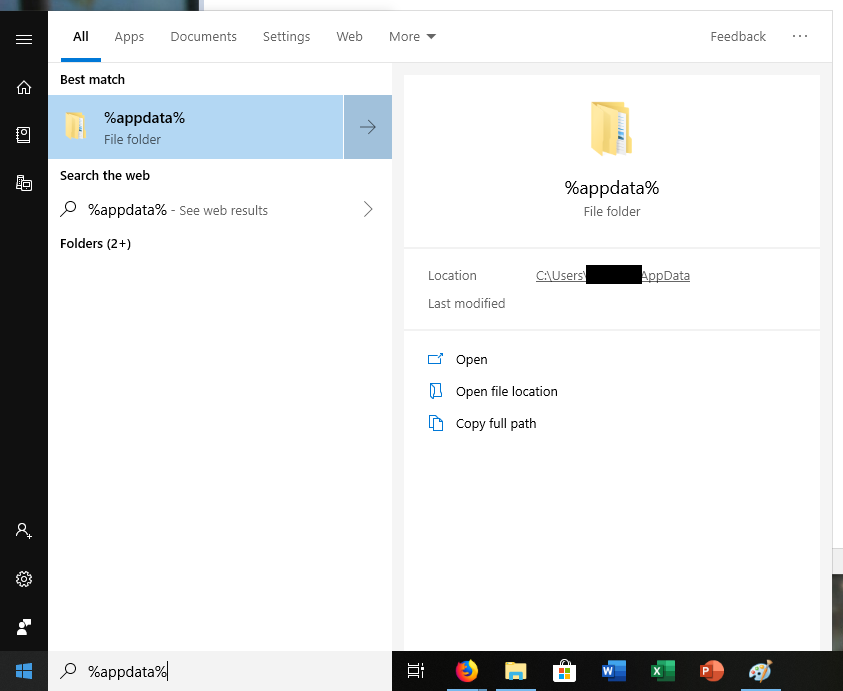 All Apps Documents Settings Web More Feedback ...
Best match
%appdata%
File folder
Search the web
%appdata% - See web results
Folders (2+)
%appdata%
File folder
Location C:\Users\ AppData
Last modified
Open
Open file location
Copy full path
%appdata%